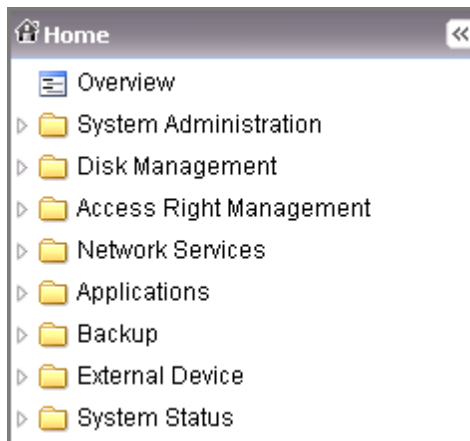 Home
Overview
System Administration
Disk Management
Access Right Management
Network Services
Applications
Backup
External Device
System Status